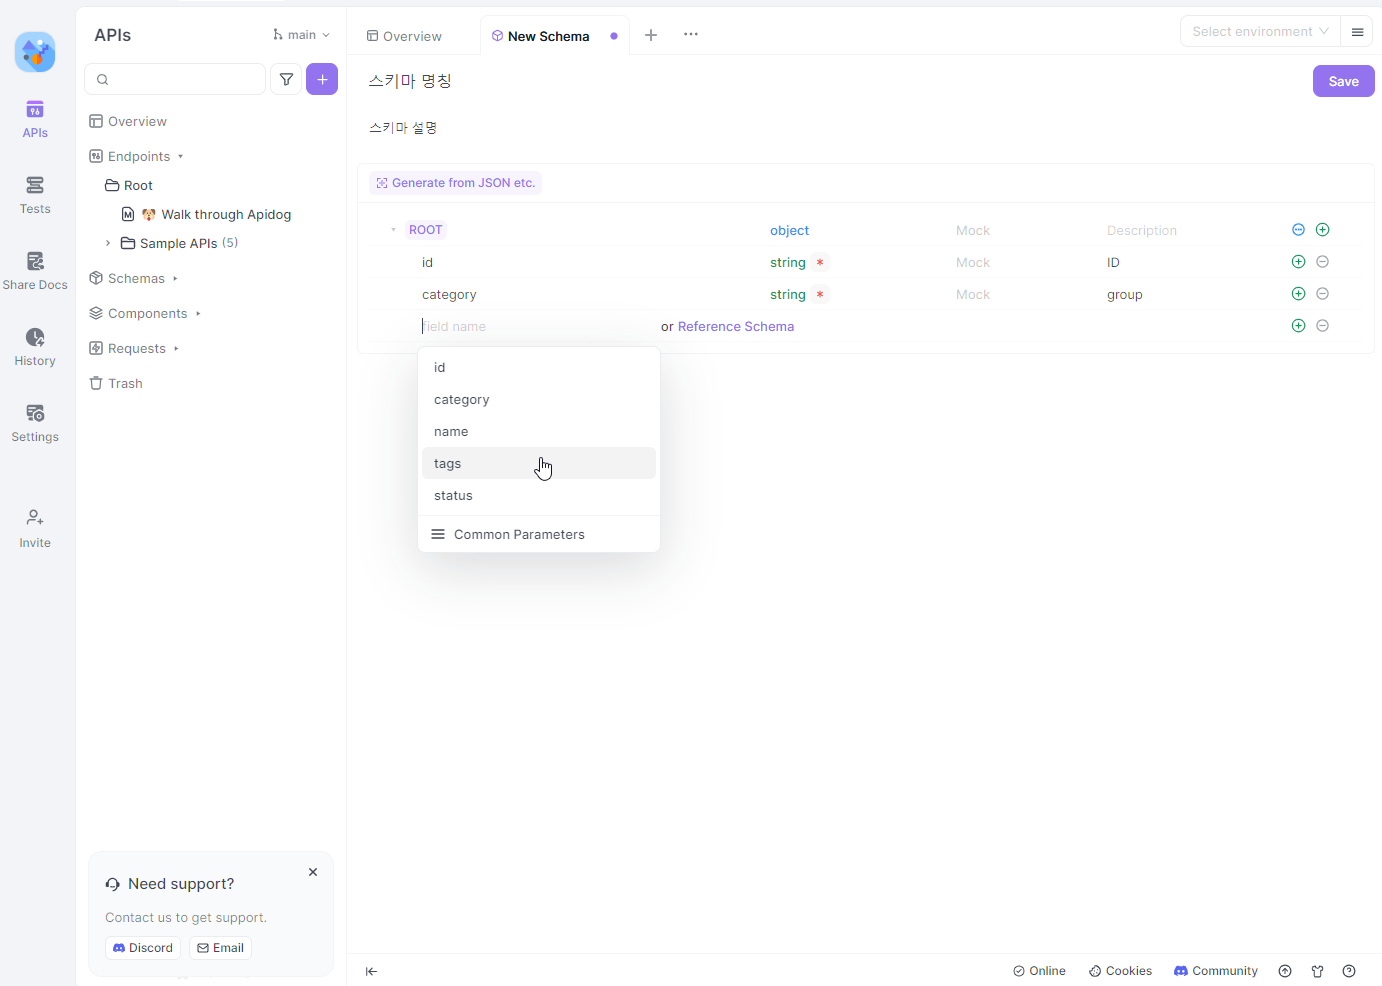 APIs
main
Overview
New Schema
Select environment
스키마 명칭
Save
스키마 설명
APIs
Tests
Share Docs
History
Settings
Invite
Overview
Endpoints
Root
Walk through Apidog
Sample APIs (5)
Schemas
Components
Requests
Trash
Generate from JSON etc.
ROOT object Mock Description
id string * Mock ID
category string * Mock group
field name or Reference Schema
id
category
name
tags
status
Common Parameters
Need support?
Contact us to get support.
Discord Email
Online Cookies Community